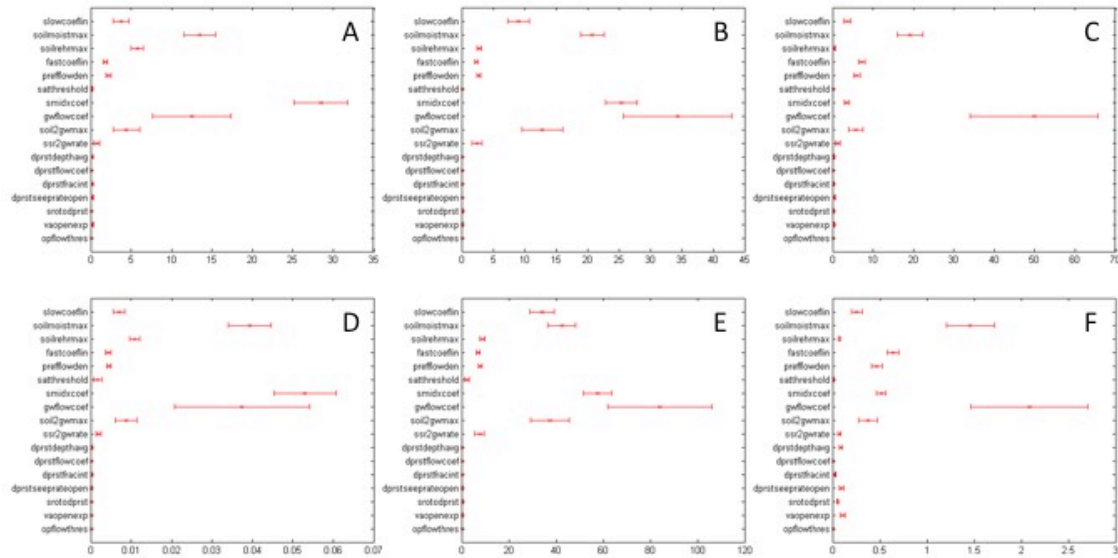 A
slowcoeflin
soilmoistmax
soilrehrmax
fastcoeflin
prefflowden
satthreshold
smidxcoef
gwflowcoef
soil2gwmax
ssr2gwrate
dprstdepthavg
dprstflowcoef
dprstfracint
dprstseeprateopen
srotodprst
vaopenexp
opflowthres
0 5 10 15 20 25 30 35
B
slowcoeflin
soilmoistmax
soilrehrmax
fastcoeflin
prefflowden
satthreshold
smidxcoef
gwflowcoef
soil2gwmax
ssr2gwrate
dprstdepthavg
dprstflowcoef
dprstfracint
dprstseeprateopen
srotodprst
vaopenexp
opflowthres
0 5 10 15 20 25 30 35 40 45
C
slowcoeflin
soilmoistmax
soilrehrmax
fastcoeflin
prefflowden
satthreshold
smidxcoef
gwflowcoef
soil2gwmax
ssr2gwrate
dprstdepthavg
dprstflowcoef
dprstfracint
dprstseeprateopen
srotodprst
vaopenexp
opflowthres
0 10 20 30 40 50 60 70
D
slowcoeflin
soilmoistmax
soilrehrmax
fastcoeflin
prefflowden
satthreshold
smidxcoef
gwflowcoef
soil2gwmax
ssr2gwrate
dprstdepthavg
dprstflowcoef
dprstfracint
dprstseeprateopen
srotodprst
vaopenexp
opflowthres
0 0.01 0.02 0.03 0.04 0.05 0.06 0.07
E
slowcoeflin
soilmoistmax
soilrehrmax
fastcoeflin
prefflowden
satthreshold
smidxcoef
gwflowcoef
soil2gwmax
ssr2gwrate
dprstdepthavg
dprstflowcoef
dprstfracint
dprstseeprateopen
srotodprst
vaopenexp
opflowthres
0 20 40 60 80 100 120
F
slowcoeflin
soilmoistmax
soilrehrmax
fastcoeflin
prefflowden
satthreshold
smidxcoef
gwflowcoef
soil2gwmax
ssr2gwrate
dprstdepthavg
dprstflowcoef
dprstfracint
dprstseeprateopen
srotodprst
vaopenexp
opflowthres
0 0.5 1 1.5 2 2.5